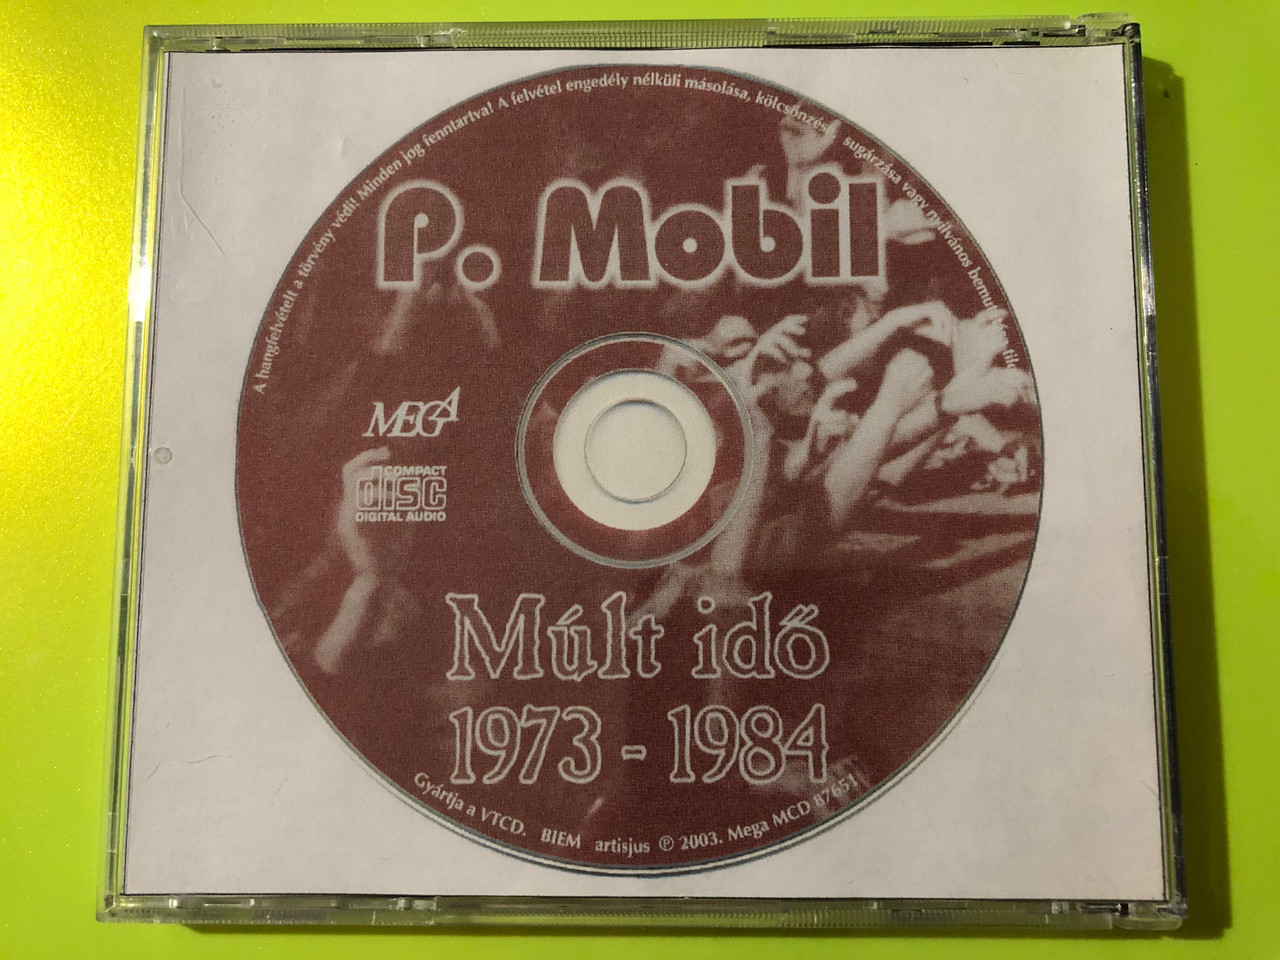 A hangfelvételt a törvény védi! Minden jog fenntartva! A felvétel engedély nélküli másolása, kölcsönzés sugárzása vagy nyilvános
P. Mobil
MEGA
COMPACT
disc
DIGITAL AUDIO
Múlt idő
1973 - 1984
Gyártja a VTCD. BIEM artisjus ℗ 2003. Mega MCD 87651